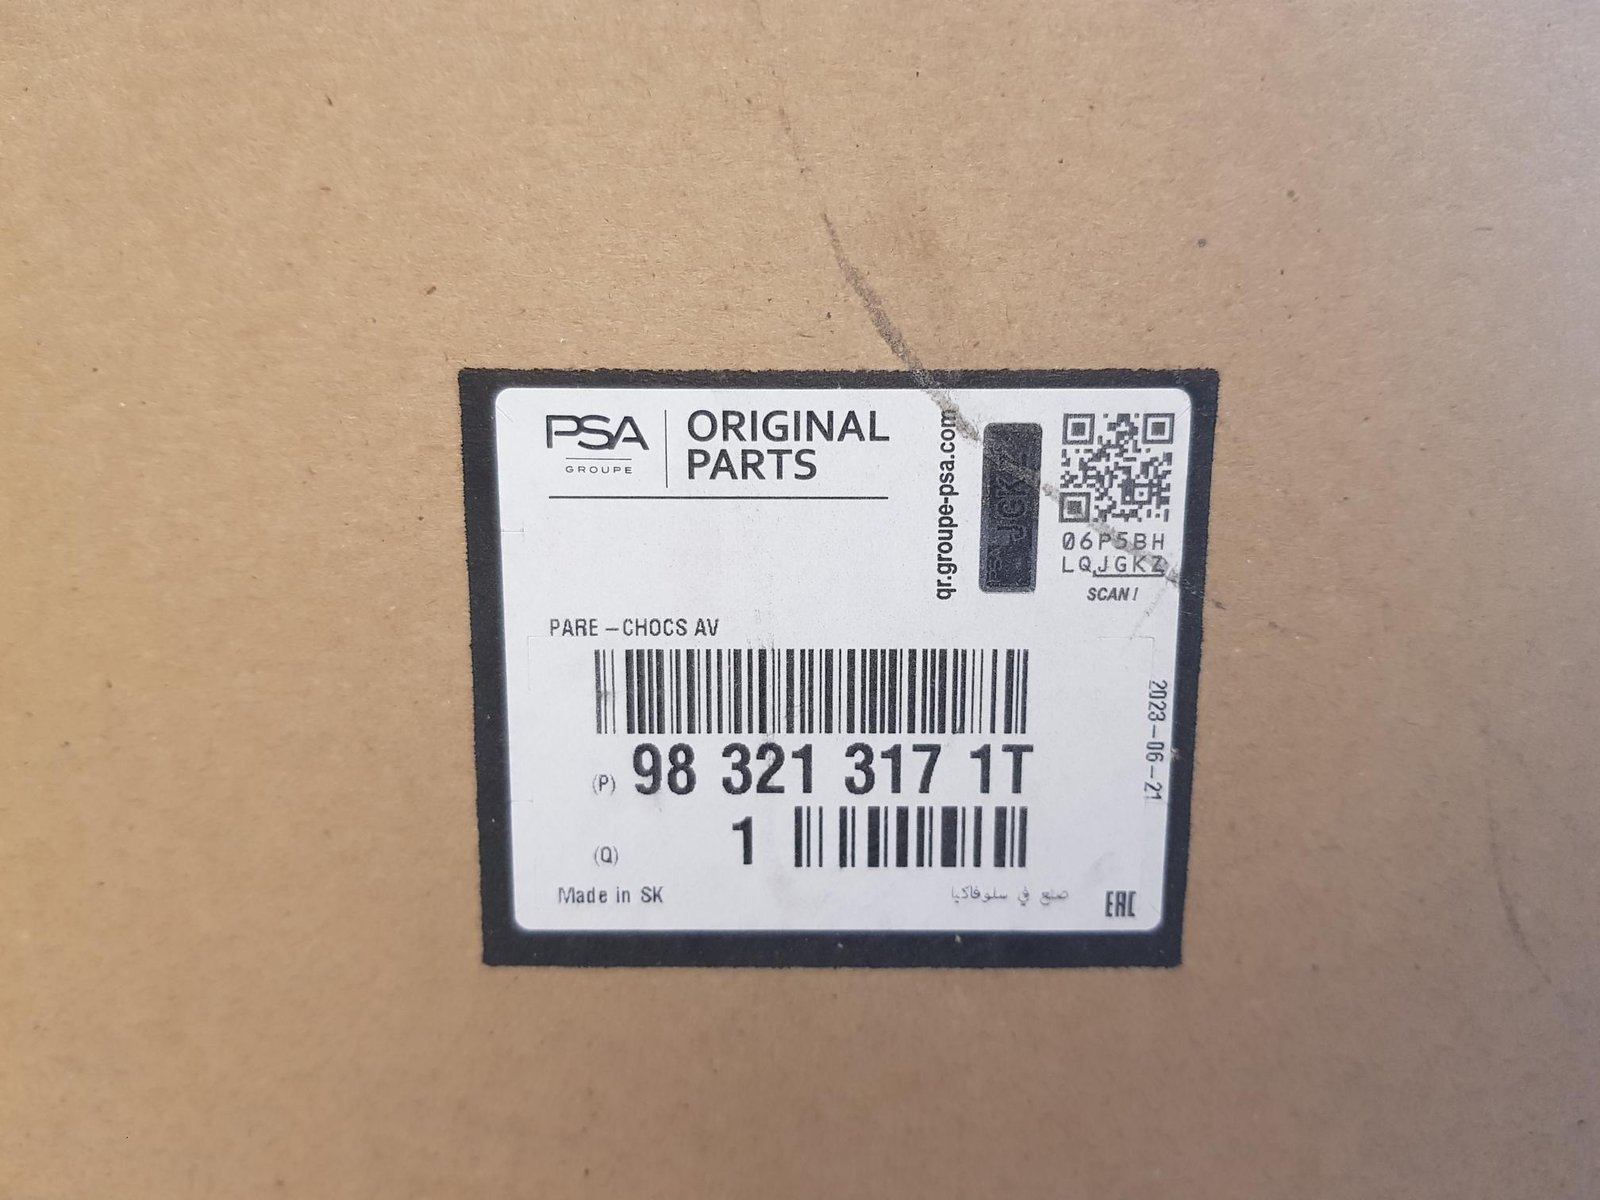 PSA
GROUPE
ORIGINAL
PARTS
qr.groupe-psa.com
JGKZ
06P5BH
LQJGKZ
SCAN!
PARE-CHOCS AV
(P) 98 321 317 1T
2023-06-21
(Q) 1
Made in SK
صنع في سلوفاكيا
EAC